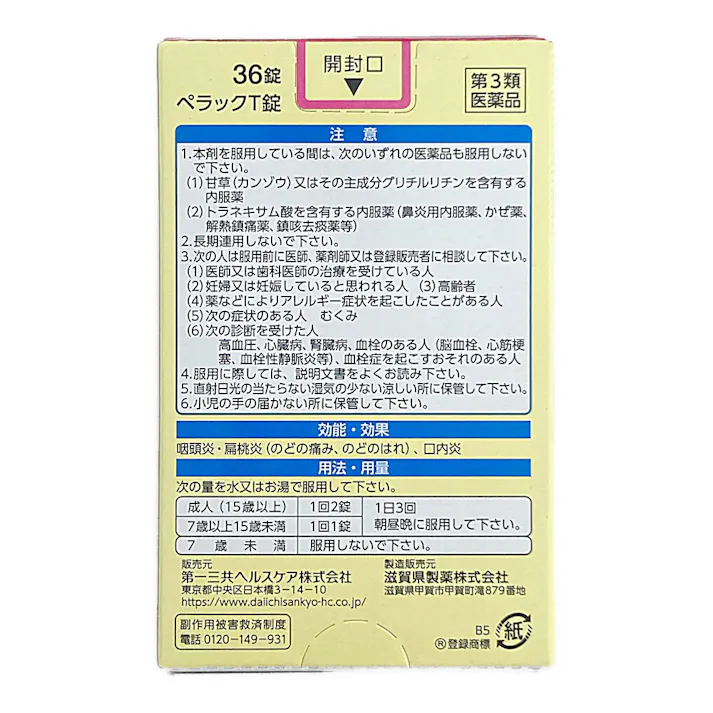 36錠
開封口
▼
第3類
医薬品
ペラックT錠
注 意
1.本剤を服用している間は、次のいずれの医薬品も服用しない
で下さい。
(1)甘草(カンゾウ)又はその主成分グリチルリチンを含有する
内服薬
(2)トラネキサム酸を含有する内服薬(鼻炎用内服薬、かぜ薬、
解熱鎮痛薬、鎮咳去痰薬等)
2.長期連用しないで下さい。
3.次の人は服用前に医師、薬剤師又は登録販売者に相談して下さい。
(1)医師又は歯科医師の治療を受けている人
(2)妊婦又は妊娠していると思われる人 (3)高齢者
(4)薬などによりアレルギー症状を起こしたことがある人
(5)次の症状のある人 むくみ
(6)次の診断を受けた人
高血圧、心臓病、腎臓病、血栓のある人(脳血栓、心筋梗
塞、血栓性静脈炎等)、血栓症を起こすおそれのある人
4.服用に際しては、説明文書をよくお読み下さい。
5.直射日光の当たらない湿気の少ない涼しい所に保管して下さい。
6.小児の手の届かない所に保管して下さい。
効能・効果
咽頭炎・扁桃炎(のどの痛み、のどのはれ)、口内炎
用法・用量
次の量を水又はお湯で服用して下さい。
成人(15歳以上) 1回2錠 1日3回
7歳以上15歳未満 1回1錠 朝昼晩に服用して下さい。
7歳未満 服用しないで下さい。
販売元
第一三共ヘルスケア株式会社
東京都中央区日本橋3-14-10
https://www.daiichisankyo-hc.co.jp/
製造販売元
滋賀県製薬株式会社
滋賀県甲賀市甲賀町滝879番地
副作用被害救済制度
電話 0120-149-931
B5
®登録商標
紙